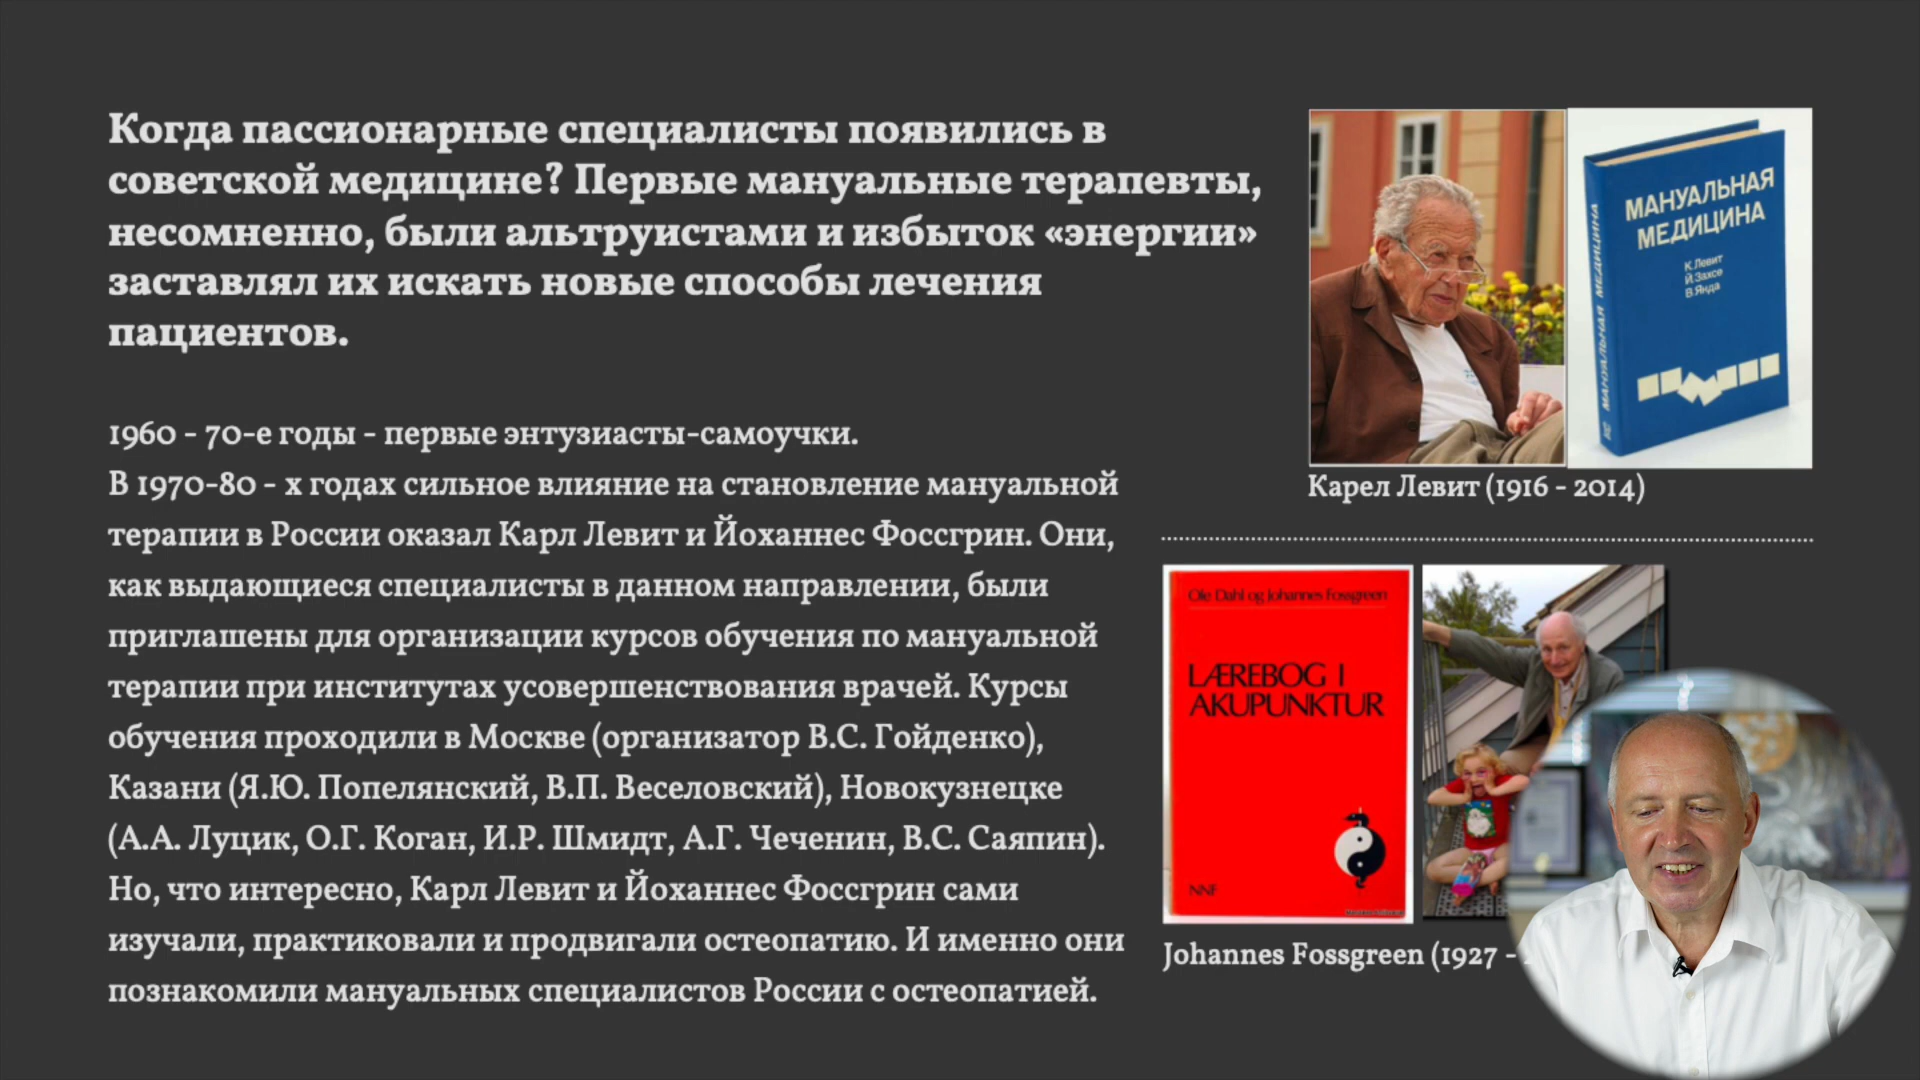 Когда пассионарные специалисты появились в
советской медицине? Первые мануальные терапевты,
несомненно, были альтруистами и избыток «энергии»
заставлял их искать новые способы лечения
пациентов.
1960 - 70-е годы - первые энтузиасты-самоучки.
В 1970-80 - х годах сильное влияние на становление мануальной
терапии в России оказал Карл Левит и Йоханнес Фоссгрин. Они,
как выдающиеся специалисты в данном направлении, были
приглашены для организации курсов обучения по мануальной
терапии при институтах усовершенствования врачей. Курсы
обучения проходили в Москве (организатор В.С. Гойденко),
Казани (Я.Ю. Попелянский, В.П. Веселовский), Новокузнецке
(А.А. Луцик, О.Г. Коган, И.Р. Шмидт, А.Г. Чеченин, В.С. Саяпин).
Но, что интересно, Карл Левит и Йоханнес Фоссгрин сами
изучали, практиковали и продвигали остеопатию. И именно они
познакомили мануальных специалистов России с остеопатией.
МАНУАЛЬНАЯ МЕДИЦИНА
МАНУАЛЬНАЯ
МЕДИЦИНА
К.Левит
Й.Захсе
В.Янда
Карел Левит (1916 - 2014)
Ole Dahl og Johannes Fossgreen
LÆREBOG I
AKUPUNKTUR
NNF
Johannes Fossgreen (1927 -